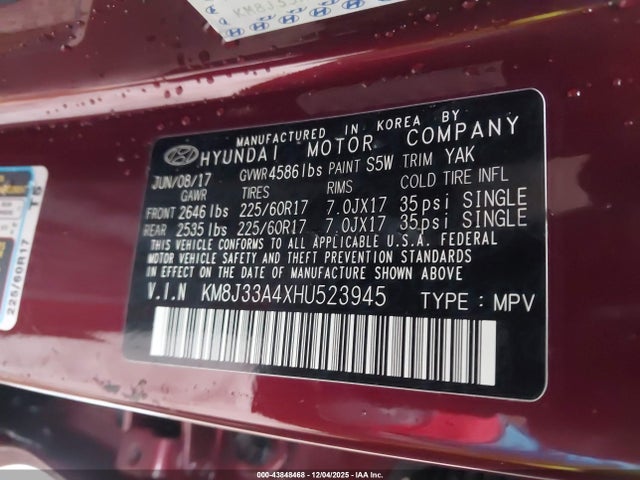 KM8J33
MANUFACTURED IN KOREA BY
HYUNDAI MOTOR COMPANY
JUN/08/17 GVWR 4586lbs PAINT S5W TRIM YAK
GAWR TIRES RIMS COLD TIRE INFL
FRONT 2646 lbs 225/60R17 7.0JX17 35psi SINGLE
REAR 2535 lbs 225/60R17 7.0JX17 35psi SINGLE
THIS VEHICLE CONFORMS TO ALL APPLICABLE U.S.A. FEDERAL
MOTOR VEHICLE SAFETY AND THEFT PREVENTION STANDARDS
IN EFFECT ON THE DATE OF MANUFACTURE SHOWN ABOVE.
V.I.N KM8J33A4XHU523945 TYPE : MPV
225/60R17
00-43848468 - 12/04/2025 - IAA Inc.